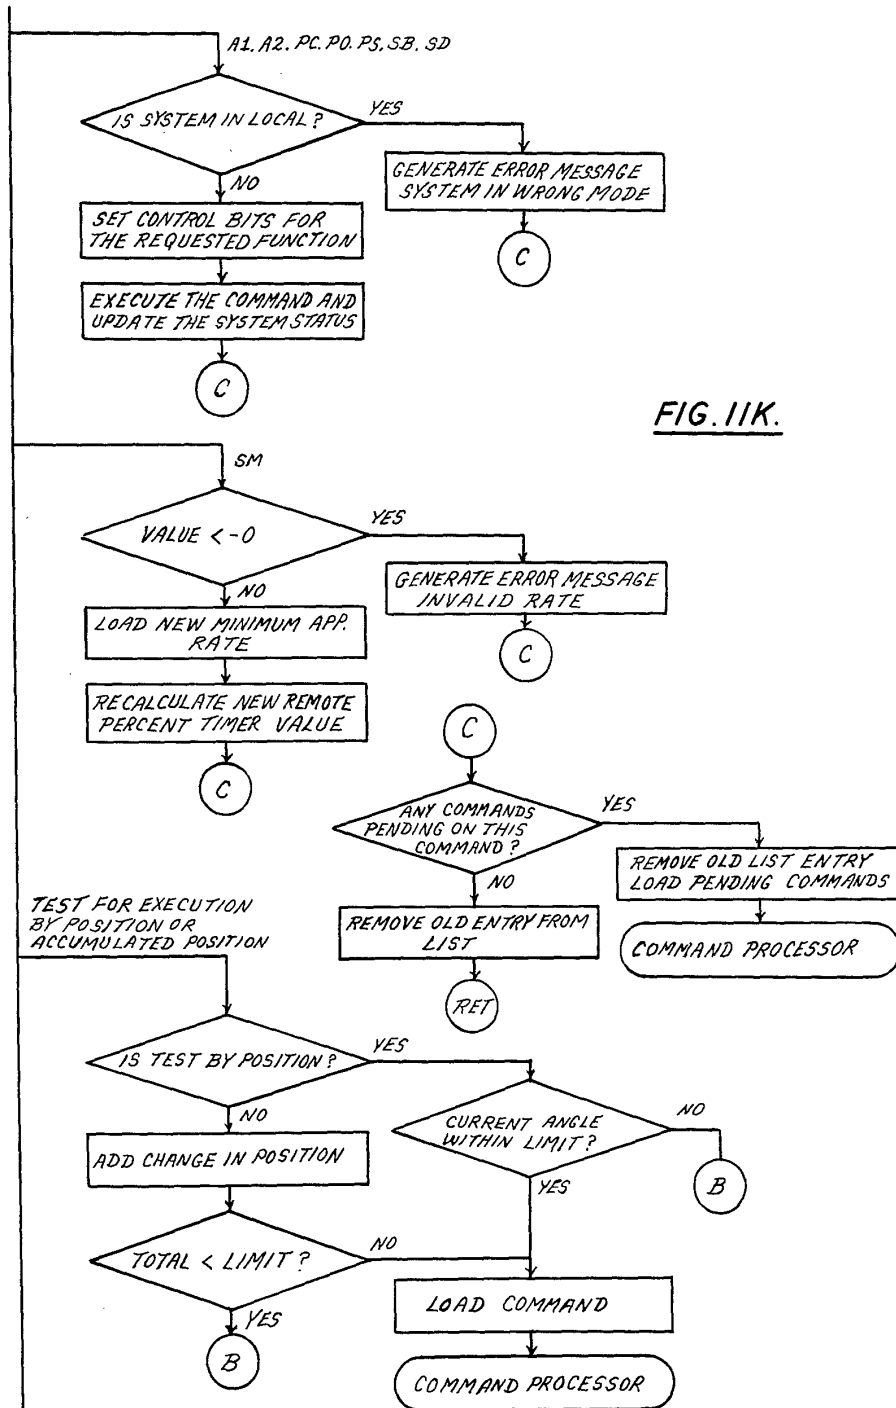 A1. A2. PC. PO. PS. SB. SD
IS SYSTEM IN LOCAL?
YES
GENERATE ERROR MESSAGE
SYSTEM IN WRONG MODE
C
NO
SET CONTROL BITS FOR
THE REQUESTED FUNCTION
EXECUTE THE COMMAND AND
UPDATE THE SYSTEM STATUS
C
FIG. 11K.
SM
VALUE < -0
YES
GENERATE ERROR MESSAGE
INVALID RATE
C
NO
LOAD NEW MINIMUM APP.
RATE
RECALCULATE NEW REMOTE
PERCENT TIMER VALUE
C
C
ANY COMMANDS
PENDING ON THIS
COMMAND?
YES
REMOVE OLD LIST ENTRY
LOAD PENDING COMMANDS
COMMAND PROCESSOR
NO
REMOVE OLD ENTRY FROM
LIST
RET
TEST FOR EXECUTION
BY POSITION OR
ACCUMULATED POSITION
IS TEST BY POSITION?
YES
CURRENT ANGLE
WITHIN LIMIT?
NO
B
YES
NO
ADD CHANGE IN POSITION
TOTAL < LIMIT?
NO
YES
B
LOAD COMMAND
COMMAND PROCESSOR